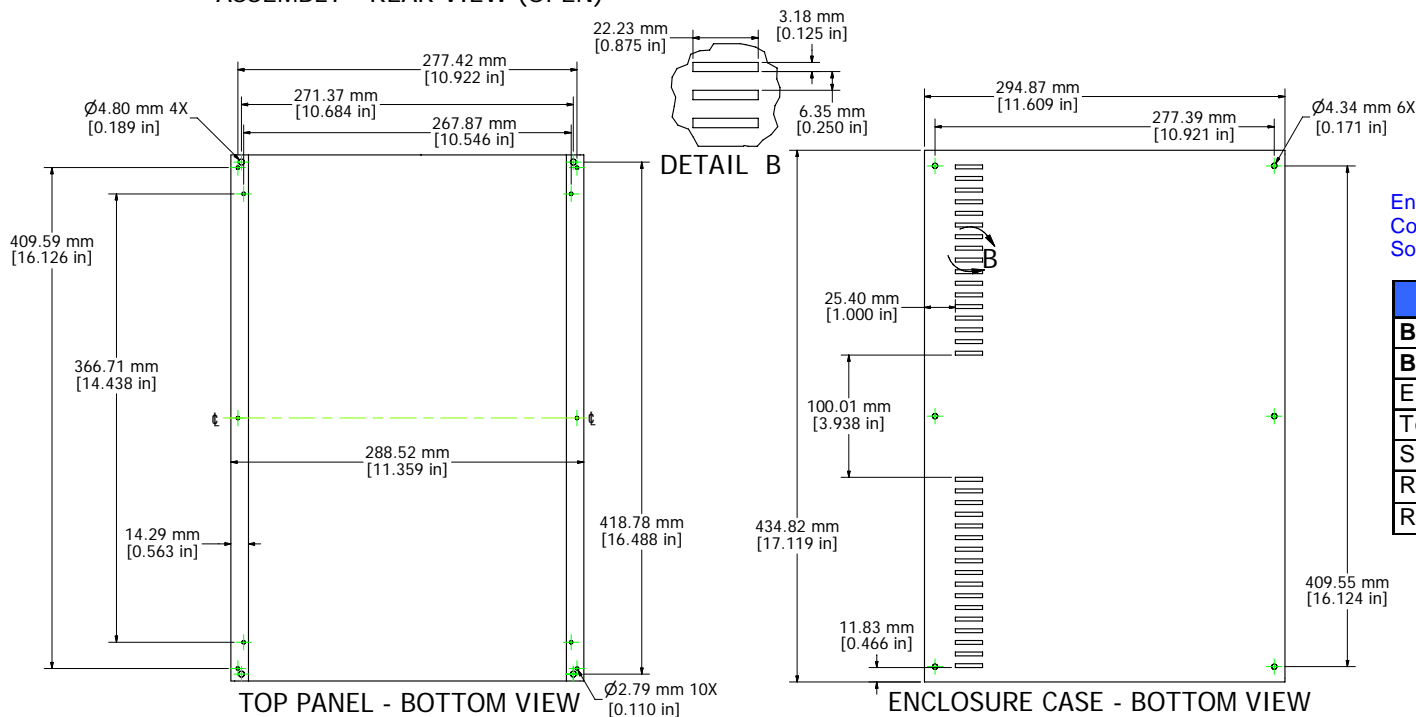 ASSEMBLY - REAR VIEW (OPEN)
22.23 mm
[0.875 in]
3.18 mm
[0.125 in]
6.35 mm
[0.250 in]
DETAIL B
277.42 mm
[10.922 in]
271.37 mm
[10.684 in]
267.87 mm
[10.546 in]
Ø4.80 mm 4X
[0.189 in]
409.59 mm
[16.126 in]
366.71 mm
[14.438 in]
288.52 mm
[11.359 in]
14.29 mm
[0.563 in]
418.78 mm
[16.488 in]
Ø2.79 mm 10X
[0.110 in]
TOP PANEL - BOTTOM VIEW
294.87 mm
[11.609 in]
277.39 mm
[10.921 in]
Ø4.34 mm 6X
[0.171 in]
B
25.40 mm
[1.000 in]
100.01 mm
[3.938 in]
434.82 mm
[17.119 in]
11.83 mm
[0.466 in]
409.55 mm
[16.124 in]
ENCLOSURE CASE - BOTTOM VIEW
En
Co
So
B
B
E
T
S
R
R